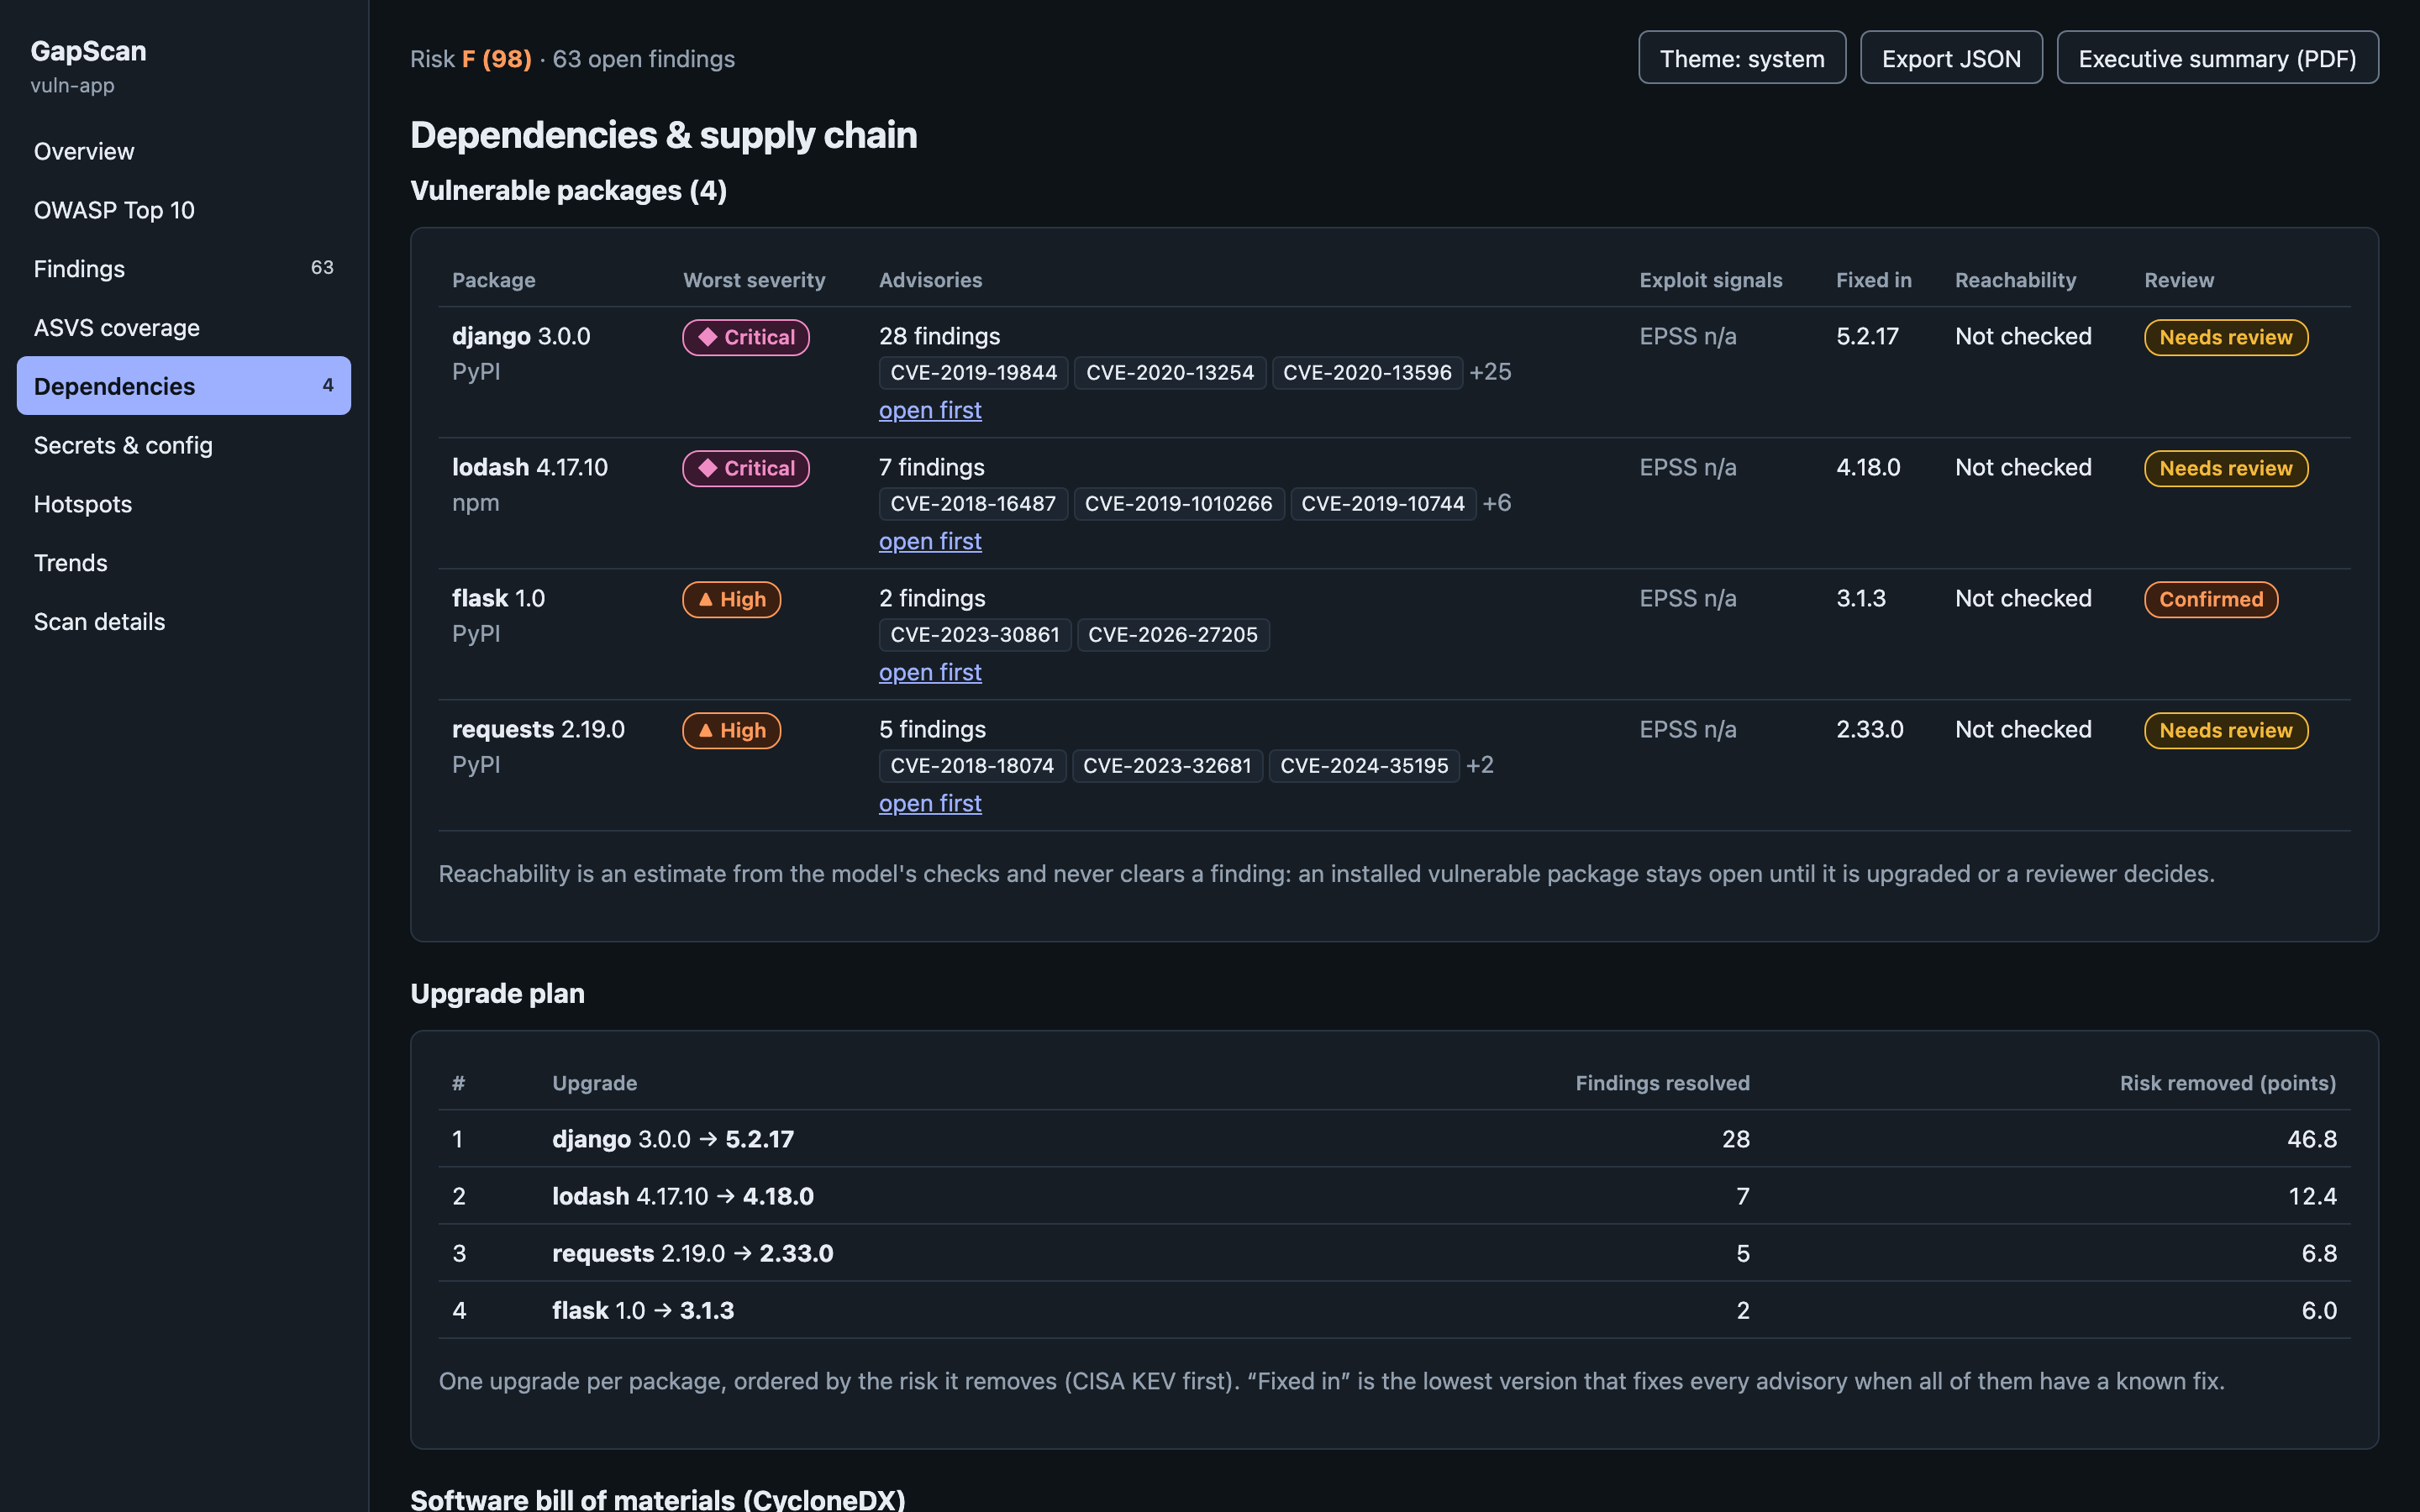 GapScan
vuln-app
Overview
OWASP Top 10
Findings 63
ASVS coverage
Dependencies 4
Secrets & config
Hotspots
Trends
Scan details
Risk F (98) · 63 open findings
Theme: system Export JSON Executive summary (PDF)
Dependencies & supply chain
Vulnerable packages (4)
Package Worst severity Advisories Exploit signals Fixed in Reachability Review
django 3.0.0 Critical 28 findings EPSS n/a 5.2.17 Not checked Needs review
PyPI CVE-2019-19844 CVE-2020-13254 CVE-2020-13596 +25
open first
lodash 4.17.10 Critical 7 findings EPSS n/a 4.18.0 Not checked Needs review
npm CVE-2018-16487 CVE-2019-1010266 CVE-2019-10744 +6
open first
flask 1.0 High 2 findings EPSS n/a 3.1.3 Not checked Confirmed
PyPI CVE-2023-30861 CVE-2026-27205
open first
requests 2.19.0 High 5 findings EPSS n/a 2.33.0 Not checked Needs review
PyPI CVE-2018-18074 CVE-2023-32681 CVE-2024-35195 +2
open first
Reachability is an estimate from the model's checks and never clears a finding: an installed vulnerable package stays open until it is upgraded or a reviewer decides.
Upgrade plan
# Upgrade Findings resolved Risk removed (points)
1 django 3.0.0 → 5.2.17 28 46.8
2 lodash 4.17.10 → 4.18.0 7 12.4
3 requests 2.19.0 → 2.33.0 5 6.8
4 flask 1.0 → 3.1.3 2 6.0
One upgrade per package, ordered by the risk it removes (CISA KEV first). “Fixed in” is the lowest version that fixes every advisory when all of them have a known fix.
Software bill of materials (CycloneDX)